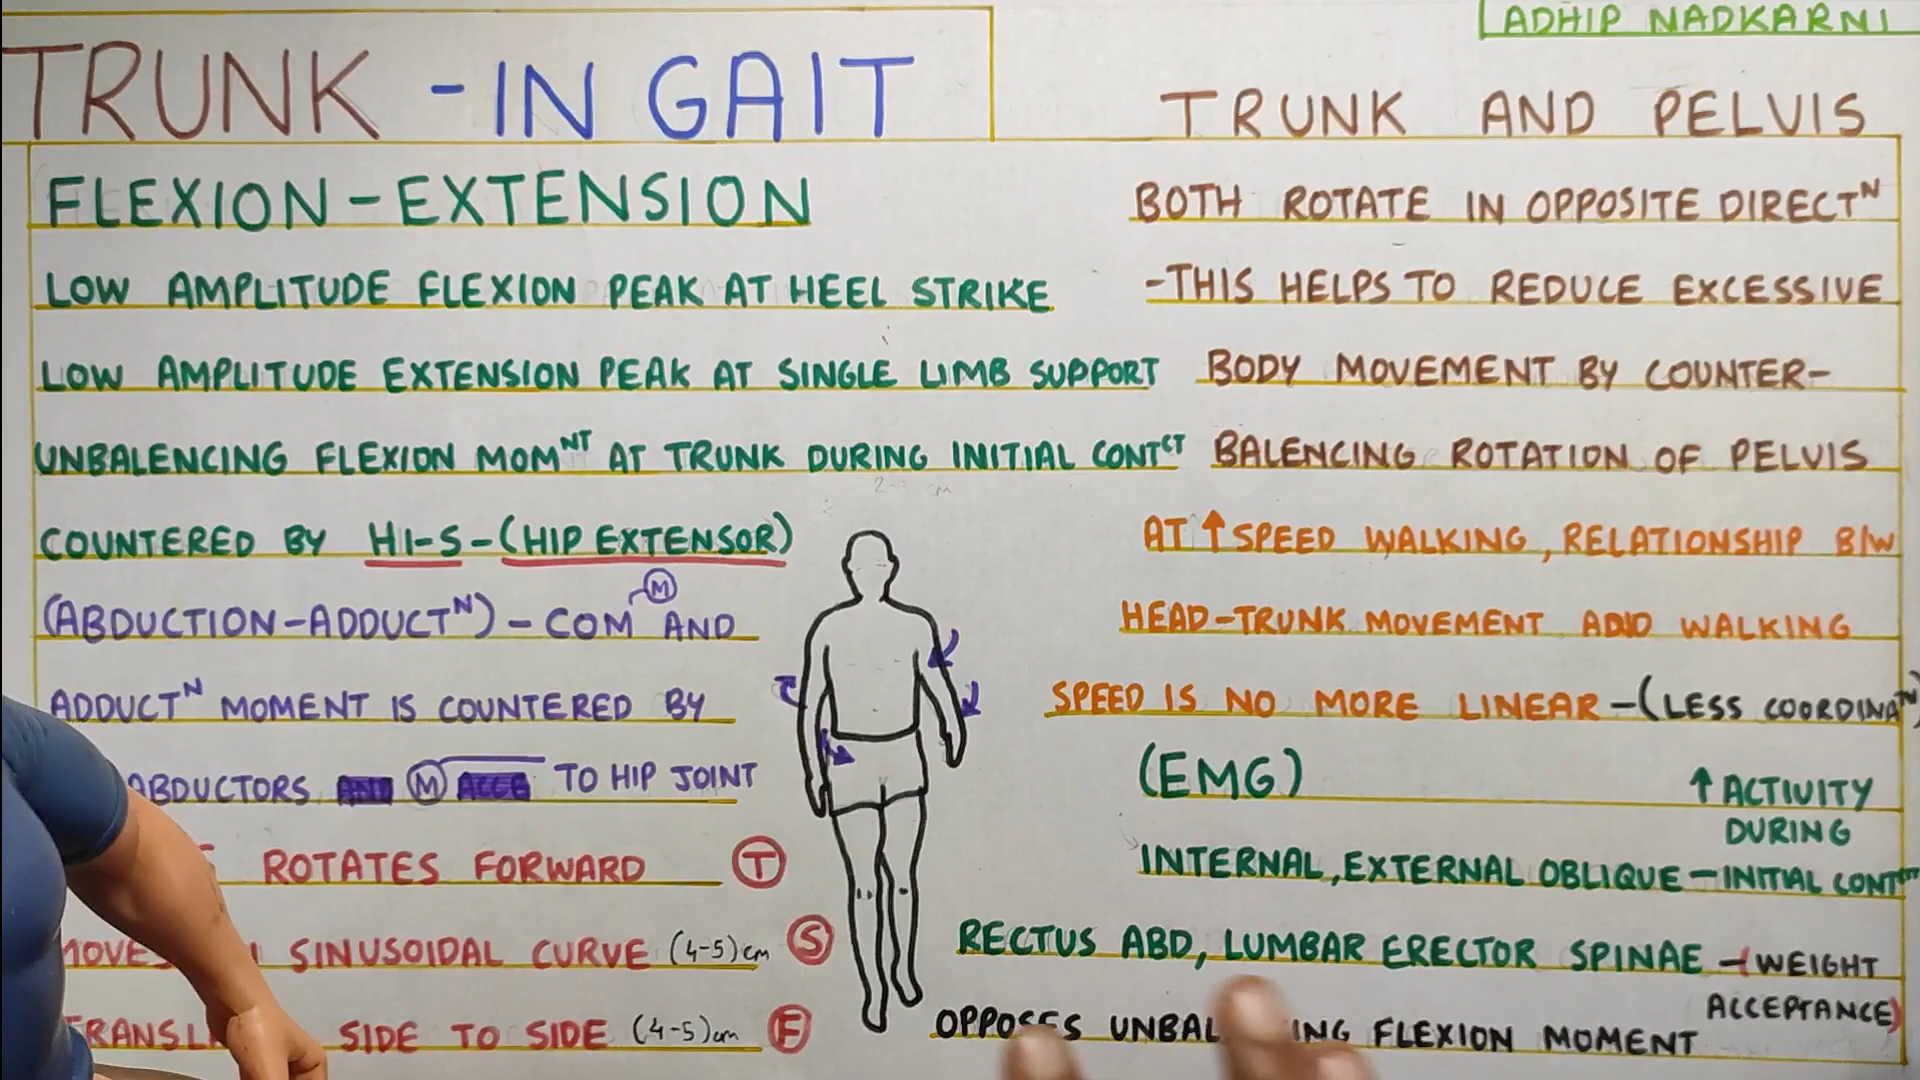 ADHIP NADKARNI
TRUNK - IN GAIT
FLEXION-EXTENSION
LOW AMPLITUDE FLEXION PEAK AT HEEL STRIKE
LOW AMPLITUDE EXTENSION PEAK AT SINGLE LIMB SUPPORT
UNBALENCING FLEXION MOMNT AT TRUNK DURING INITIAL CONTCT
COUNTERED BY HI-S-(HIP EXTENSOR)
(ABDUCTION-ADDUCTN) - COM AND
M
ADDUCTN MOMENT IS COUNTERED BY
ABDUCTORS M TO HIP JOINT
ROTATES FORWARD T
MOVES SINUSOIDAL CURVE (4-5)cm S
SIDE TO SIDE (4-5)cm F
TRUNK AND PELVIS
BOTH ROTATE IN OPPOSITE DIRECTN
-THIS HELPS TO REDUCE EXCESSIVE
BODY MOVEMENT BY COUNTER-
BALENCING ROTATION OF PELVIS
AT ↑ SPEED WALKING, RELATIONSHIP B/W
HEAD-TRUNK MOVEMENT AND WALKING
SPEED IS NO MORE LINEAR -(LESS COORDINATN)
(EMG) ↑ ACTIVITY
DURING
INTERNAL, EXTERNAL OBLIQUE - INITIAL CONTCT
RECTUS ABD, LUMBAR ERECTOR SPINAE -(WEIGHT
ACCEPTANCE)
OPPOSES FLEXION MOMENT